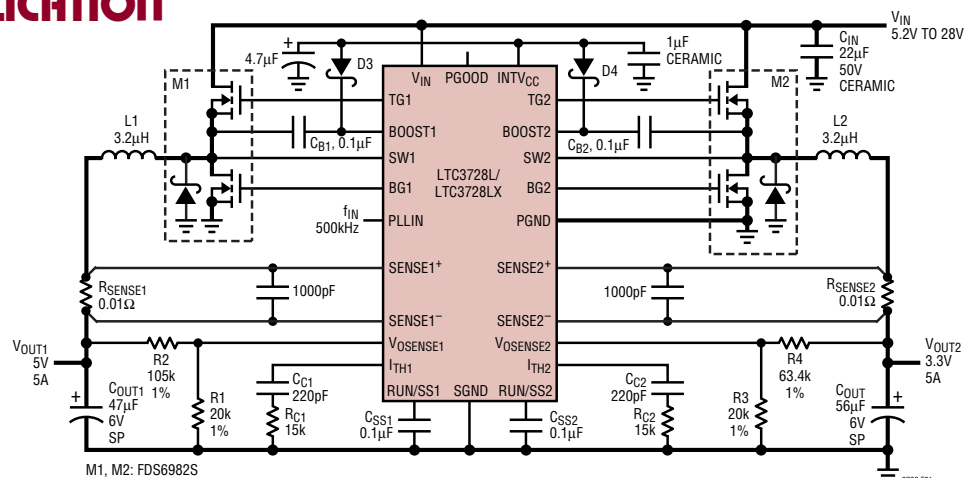 VIN
5.2V TO 28V
CIN
22µF
50V
CERAMIC
4.7µF
+
D3
1µF
CERAMIC
D4
M1
M2
VIN
PGOOD
INTVCC
TG1
TG2
BOOST1
BOOST2
CB1, 0.1µF
CB2, 0.1µF
L1
3.2µH
L2
3.2µH
SW1
SW2
LTC3728L/
LTC3728LX
BG1
BG2
fIN
500kHz
PLLIN
PGND
SENSE1+
SENSE2+
RSENSE1
0.01Ω
1000pF
1000pF
RSENSE2
0.01Ω
SENSE1–
SENSE2–
VOSENSE1
VOSENSE2
VOUT1
5V
5A
R2
105k
1%
R4
63.4k
1%
VOUT2
3.3V
5A
ITH1
ITH2
+
COUT1
47µF
6V
SP
R1
20k
1%
CC1
220pF
RC1
15k
CC2
220pF
RC2
15k
R3
20k
1%
COUT
56µF
6V
SP
+
RUN/SS1
SGND
RUN/SS2
CSS1
0.1µF
CSS2
0.1µF
M1, M2: FDS6982S